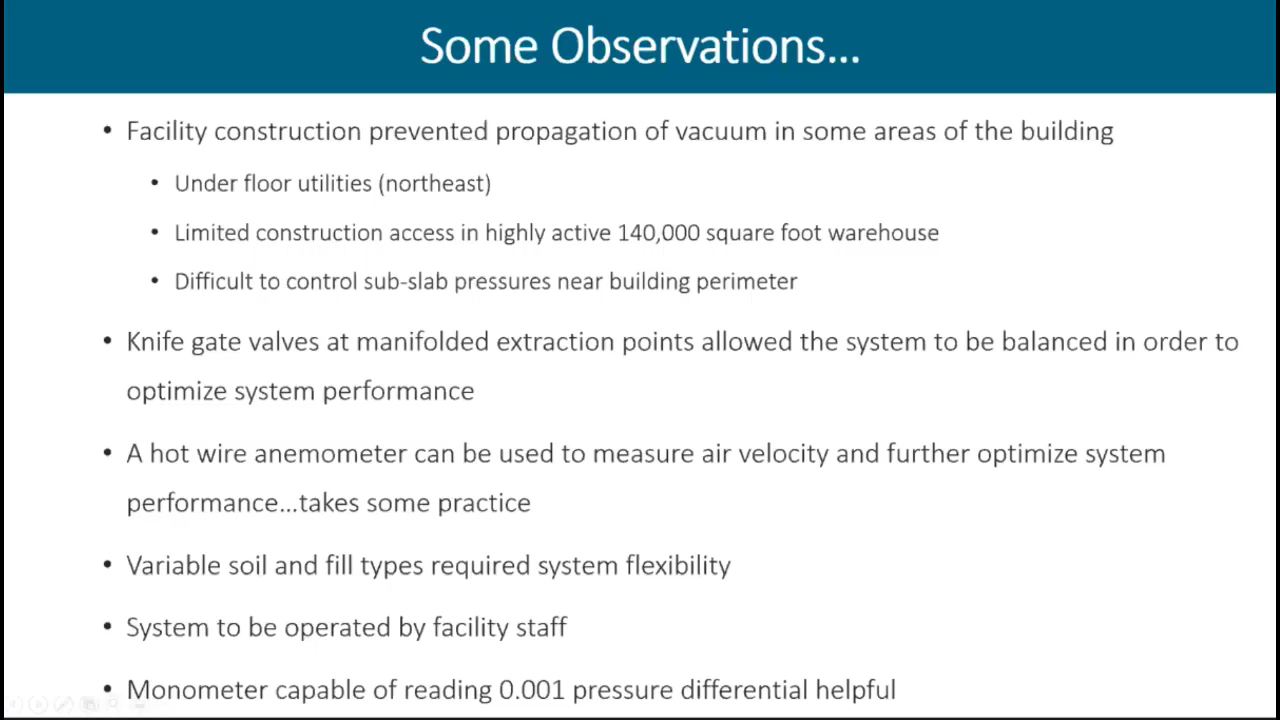 Some Observations...
• Facility construction prevented propagation of vacuum in some areas of the building
• Under floor utilities (northeast)
• Limited construction access in highly active 140,000 square foot warehouse
• Difficult to control sub-slab pressures near building perimeter
• Knife gate valves at manifolded extraction points allowed the system to be balanced in order to
optimize system performance
• A hot wire anemometer can be used to measure air velocity and further optimize system
performance...takes some practice
• Variable soil and fill types required system flexibility
• System to be operated by facility staff
• Monometer capable of reading 0.001 pressure differential helpful